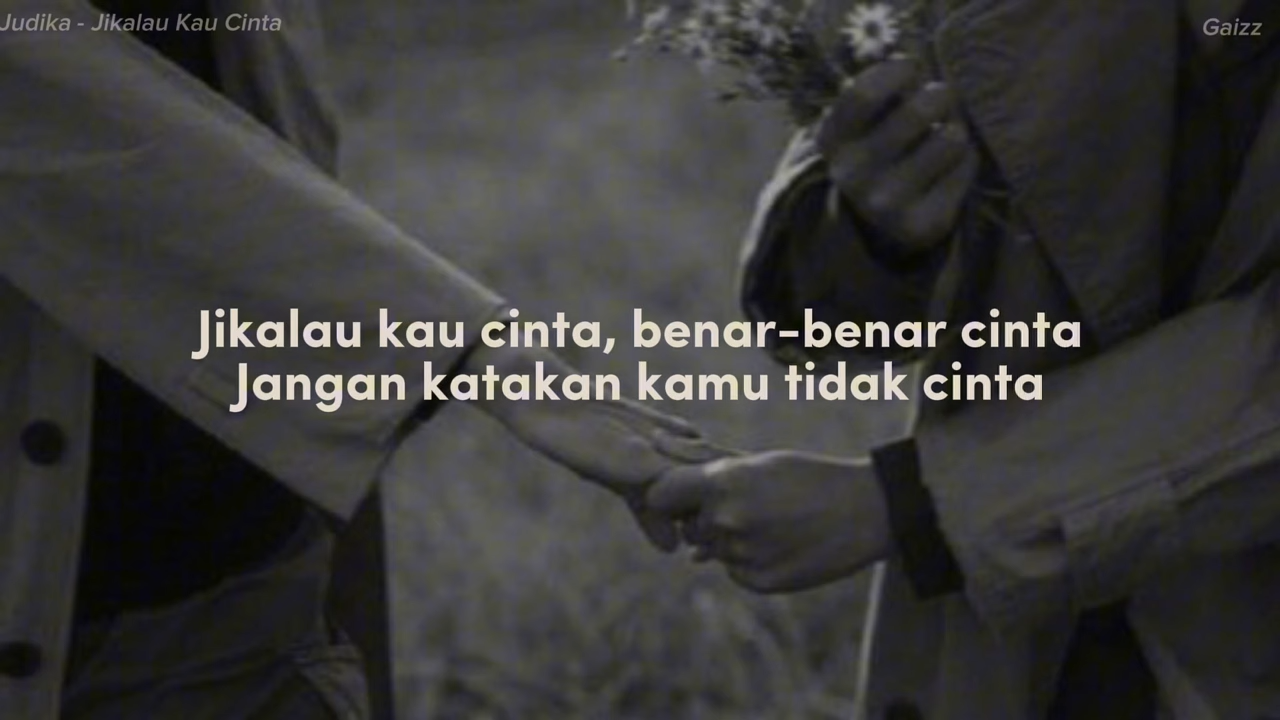 Judika - Jikalau Kau Cinta
Gaizz
Jikalau kau cinta, benar-benar cinta
Jangan katakan kamu tidak cinta